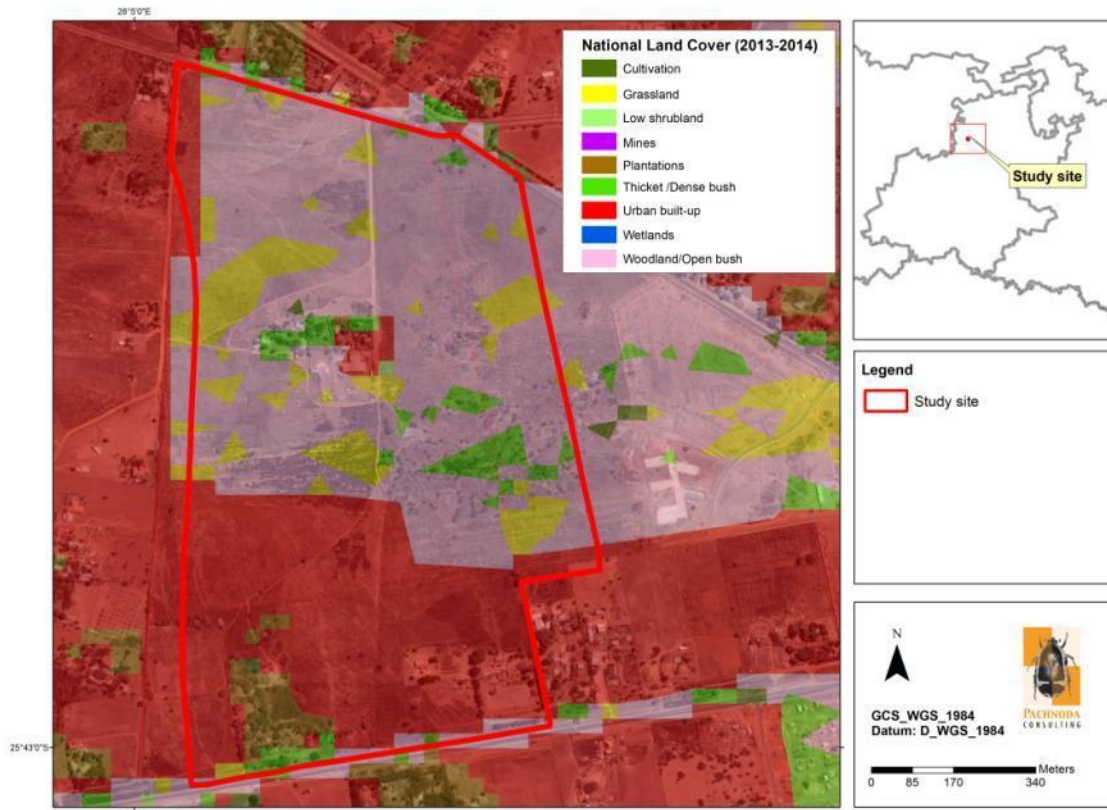 28°5'0"E
National Land Cover (2013-2014)
Cultivation
Grassland
Low shrubland
Mines
Plantations
Thicket /Dense bush
Urban built-up
Wetlands
Woodland/Open bush
Study site
Legend
Study site
25°43'0"S
N
GCS_WGS_1984
Datum: D_WGS_1984
PACHNODA
CONSULTING
Meters
0 85 170 340